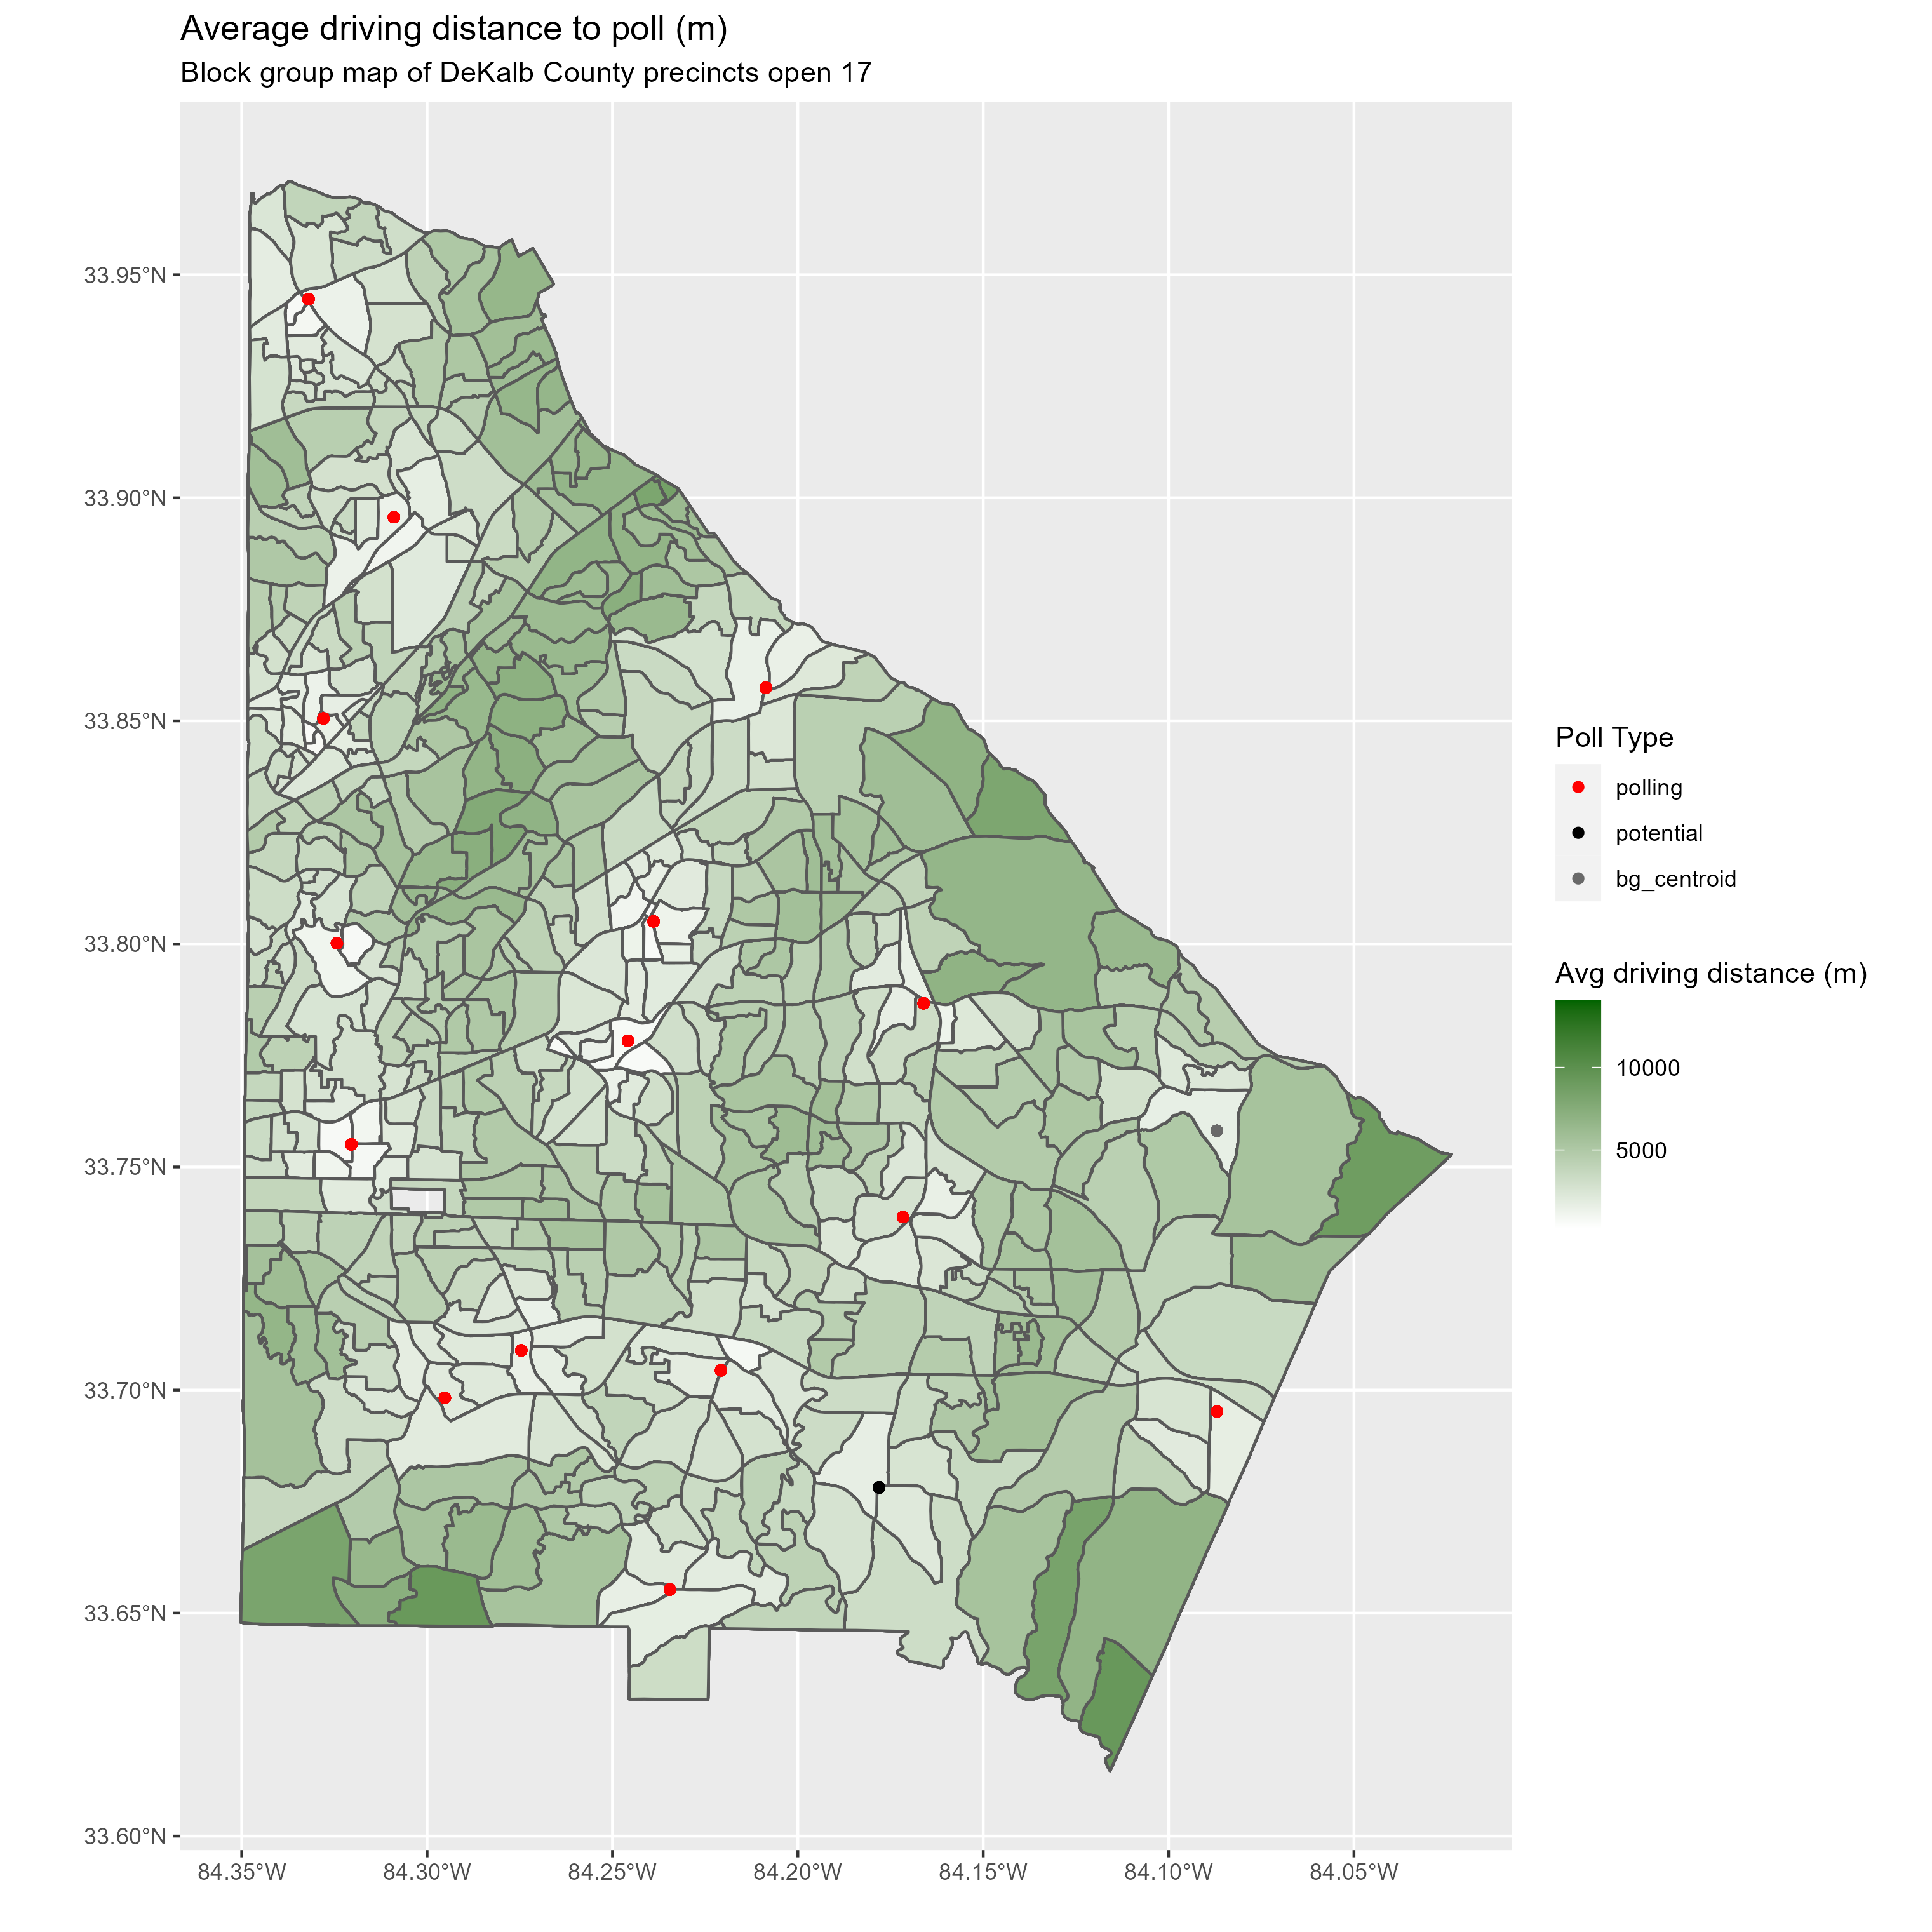 Average driving distance to poll (m)
Block group map of DeKalb County precincts open 17
33.95°N
33.90°N
33.85°N
33.80°N
33.75°N
33.70°N
33.65°N
33.60°N
84.35°W
84.30°W
84.25°W
84.20°W
84.15°W
84.10°W
84.05°W
Poll Type
polling
potential
bg_centroid
Avg driving distance (m)
10000
5000